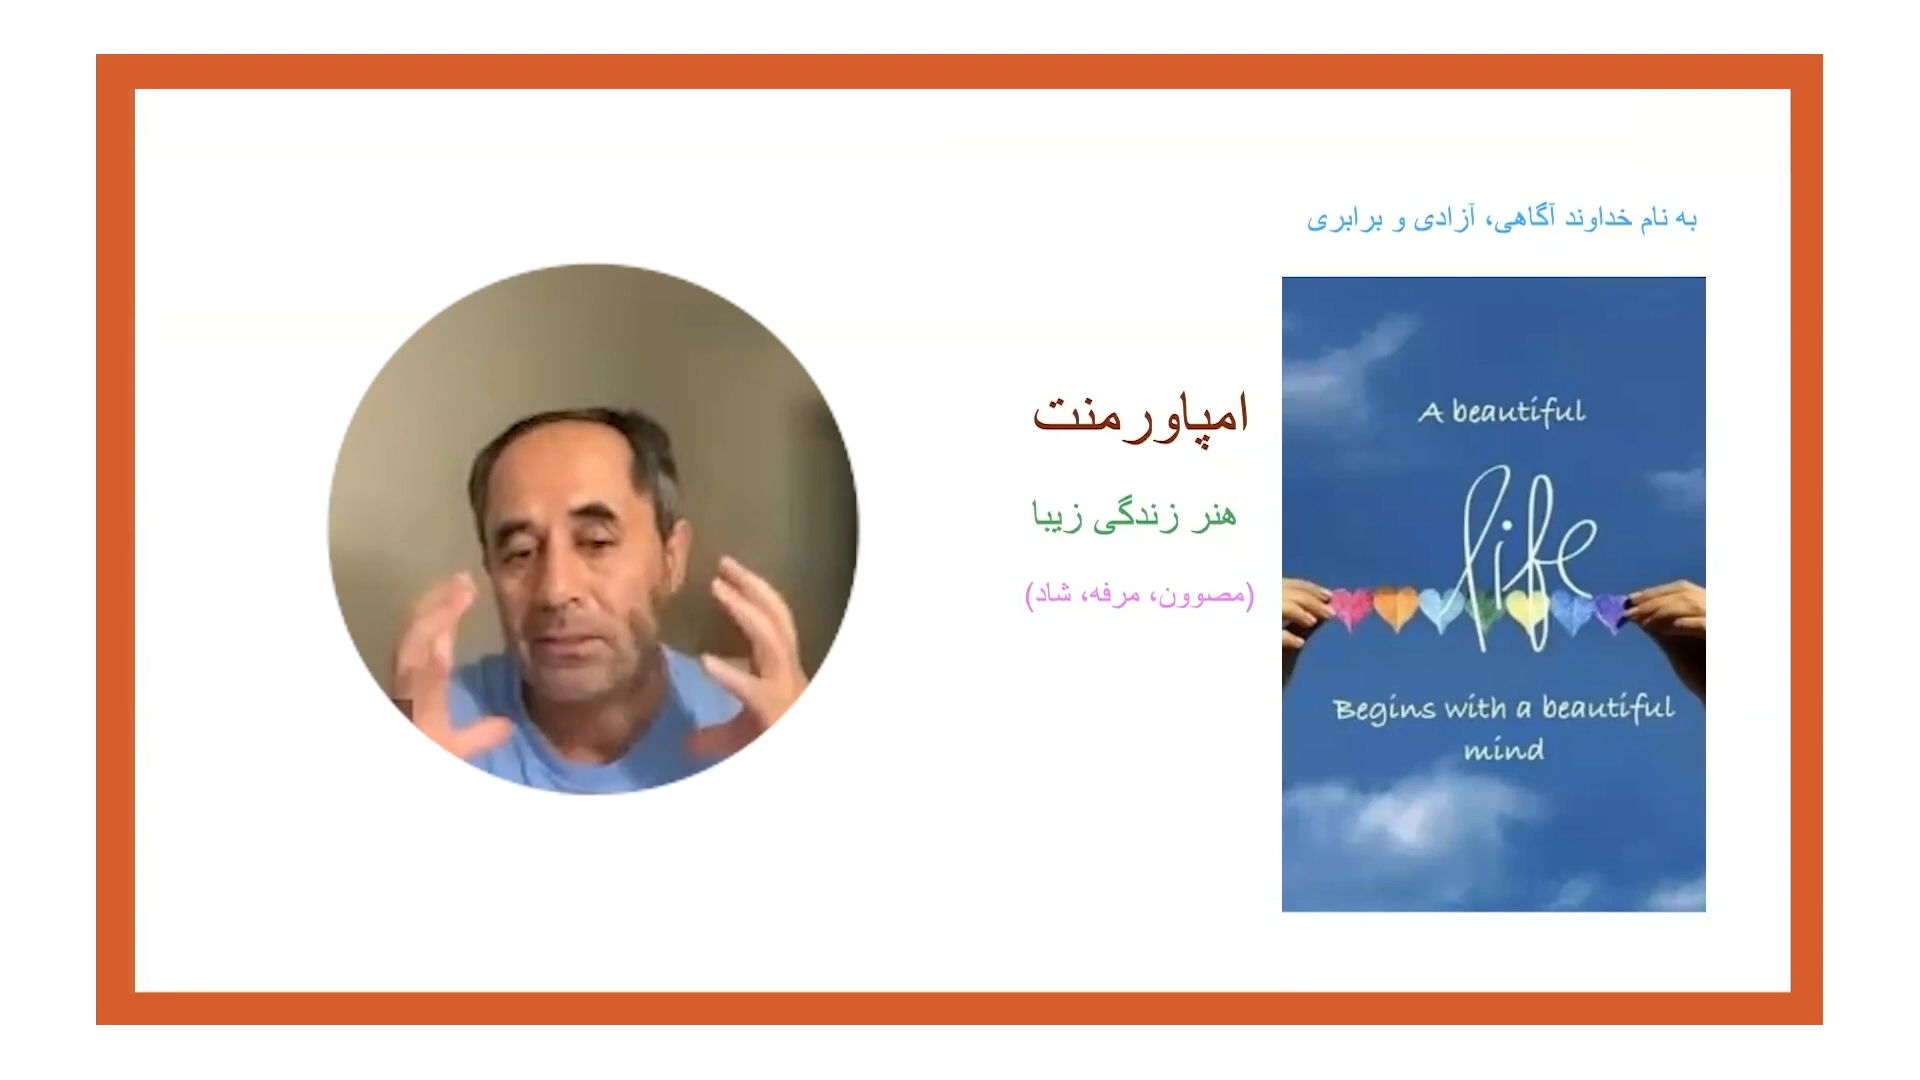 به نام خداوند آگاهی، آزادی و برابری
امپاورمنت
هنر زندگی زیبا
(مصوون، مرفه، شاد)
A beautiful
life
Begins with a beautiful
mind